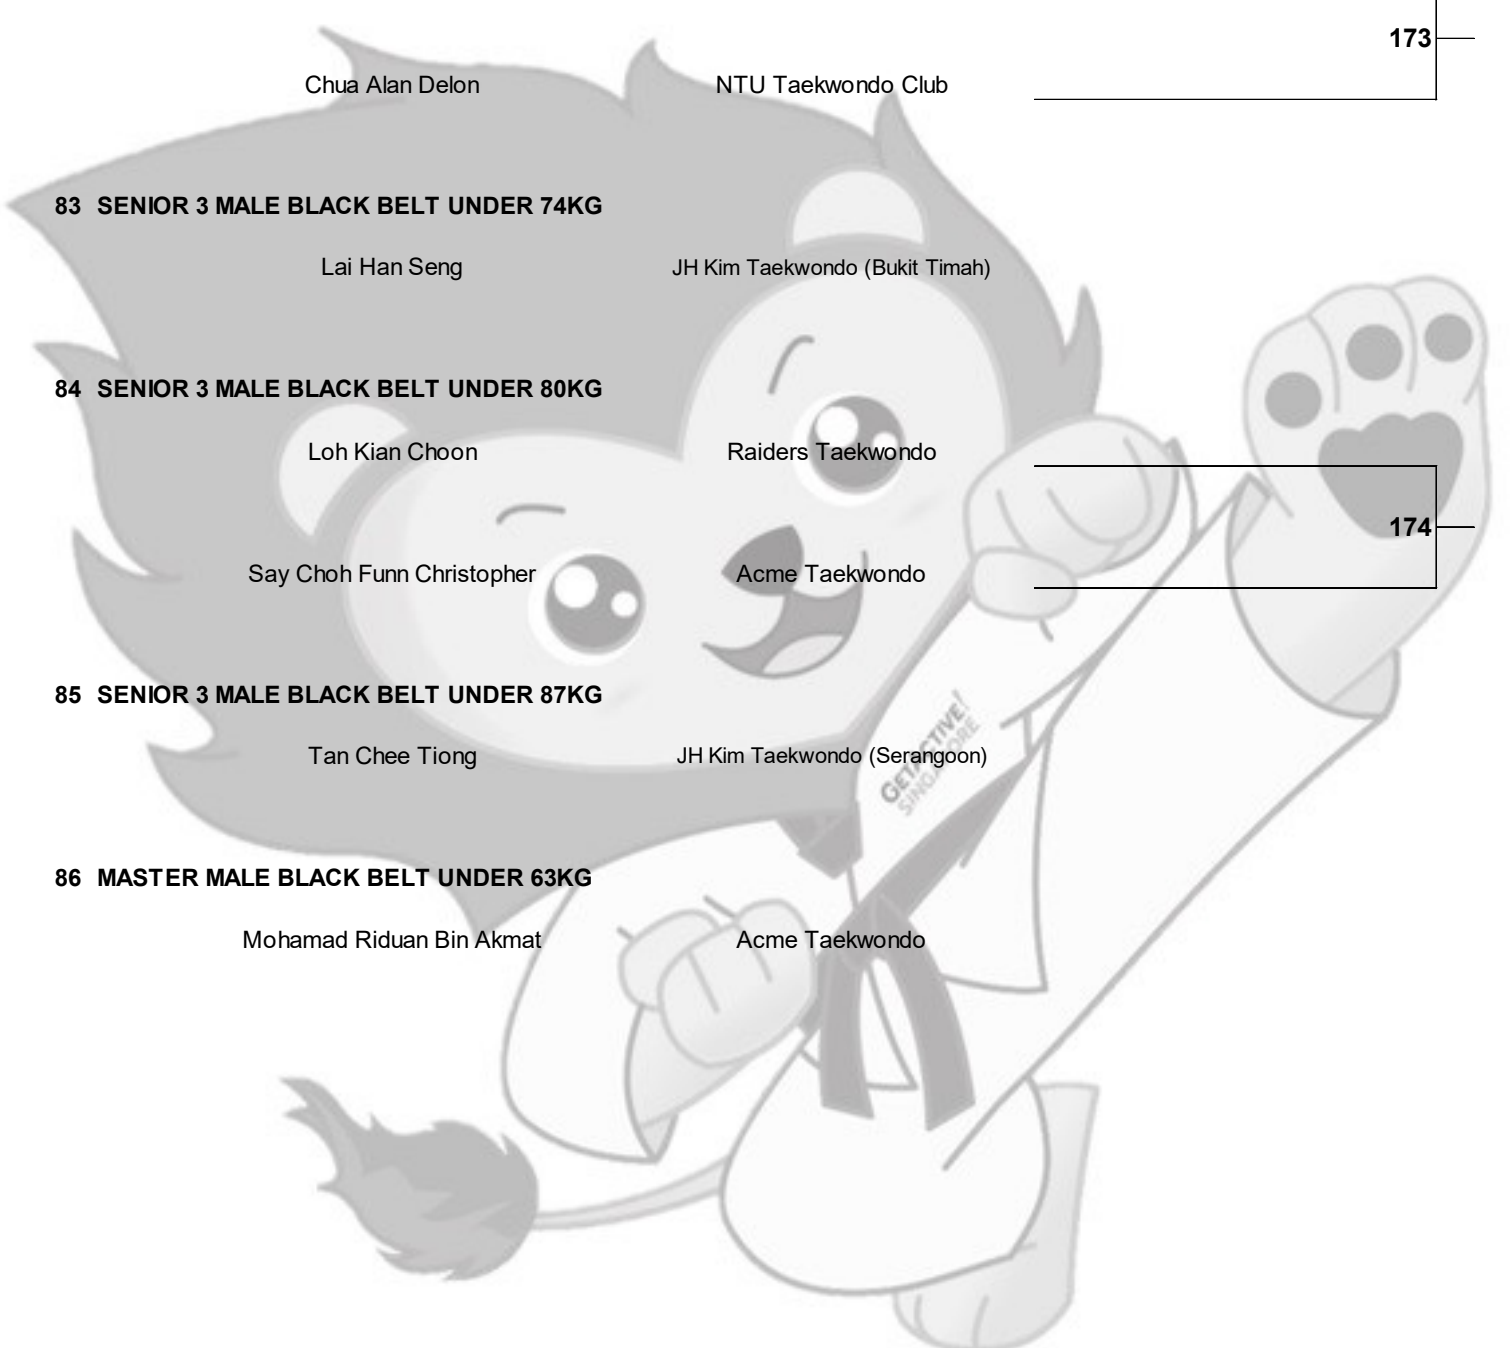 173
Chua Alan Delon NTU Taekwondo Club
83 SENIOR 3 MALE BLACK BELT UNDER 74KG
Lai Han Seng JH Kim Taekwondo (Bukit Timah)
84 SENIOR 3 MALE BLACK BELT UNDER 80KG
Loh Kian Choon Raiders Taekwondo
174
Say Choh Funn Christopher Acme Taekwondo
85 SENIOR 3 MALE BLACK BELT UNDER 87KG
GETACTIVE!
SINGAPORE
Tan Chee Tiong JH Kim Taekwondo (Serangoon)
86 MASTER MALE BLACK BELT UNDER 63KG
Mohamad Riduan Bin Akmat Acme Taekwondo